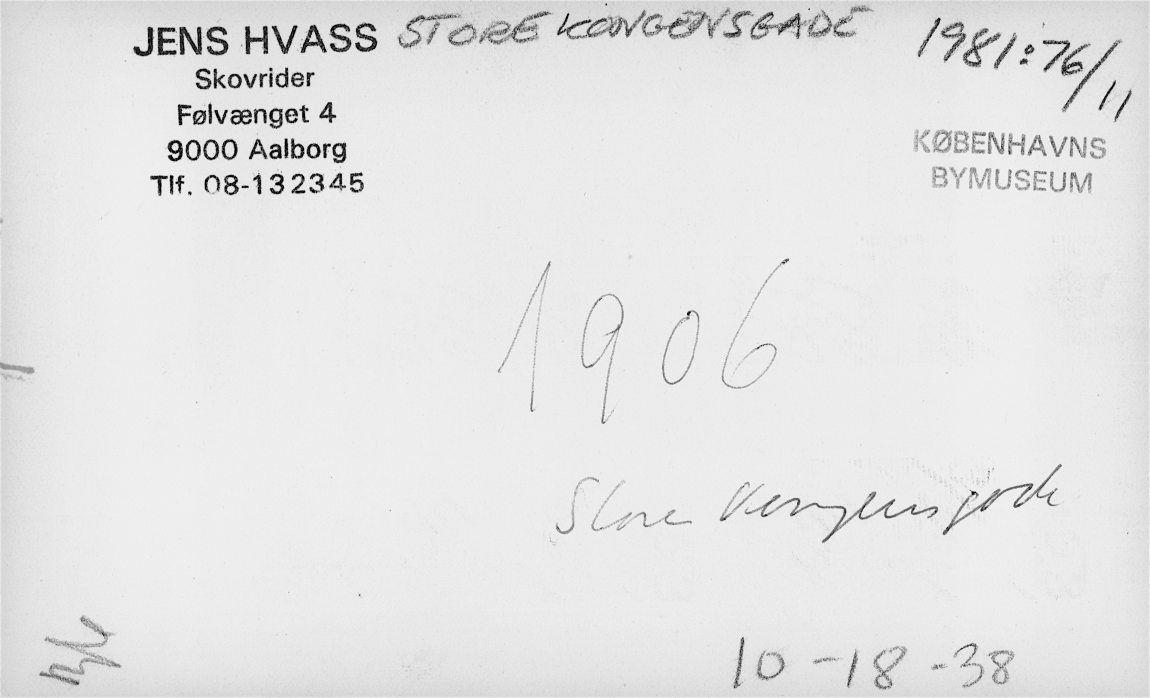 JENS HVASS
Skovrider
Følvænget 4
9000 Aalborg
Tlf. 08-132345
STORE KONGENSGADE
1981:76/11
KØBENHAVNS
BYMUSEUM
1906
Store Kongensgade
10-18-38